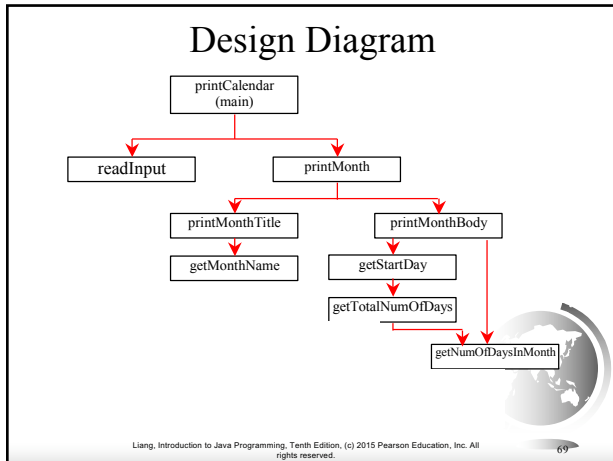 Design Diagram
printCalendar
(main)
readInput
printMonth
printMonthTitle
printMonthBody
getMonthName
getStartDay
getTotalNumOfDays
getNumOfDaysInMonth
Liang, Introduction to Java Programming, Tenth Edition, (c) 2015 Pearson Education, Inc. All
rights reserved.
69